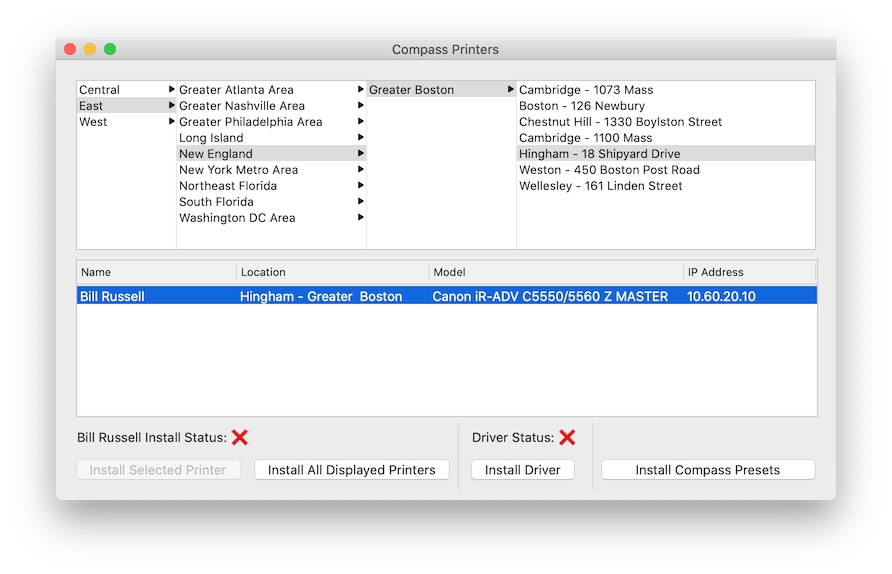 Compass Printers
Central
East
West
Greater Atlanta Area
Greater Nashville Area
Greater Philadelphia Area
Long Island
New England
New York Metro Area
Northeast Florida
South Florida
Washington DC Area
Greater Boston
Cambridge - 1073 Mass
Boston - 126 Newbury
Chestnut Hill - 1330 Boylston Street
Cambridge - 1100 Mass
Hingham - 18 Shipyard Drive
Weston - 450 Boston Post Road
Wellesley - 161 Linden Street
Name Location Model IP Address
Bill Russell Hingham - Greater  Boston Canon iR-ADV C5550/5560 Z MASTER 10.60.20.10
Bill Russell Install Status: Driver Status:
Install Selected Printer Install All Displayed Printers Install Driver Install Compass Presets